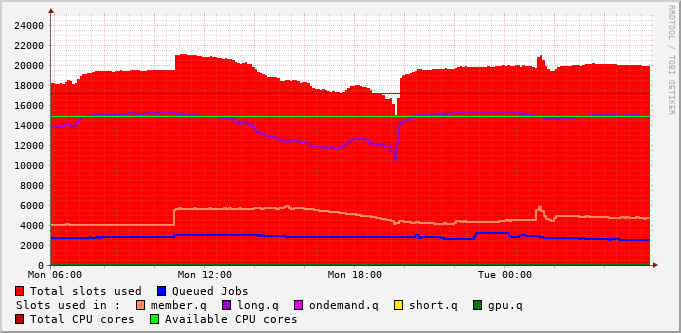 24000
22000
20000
18000
16000
14000
12000
10000
8000
6000
4000
2000
0
Mon 06:00 Mon 12:00 Mon 18:00 Tue 00:00
Total slots used Queued Jobs
Slots used in : member.q long.q ondemand.q short.q gpu.q
Total CPU cores Available CPU cores
RRDTOOL / TOBI OETIKER